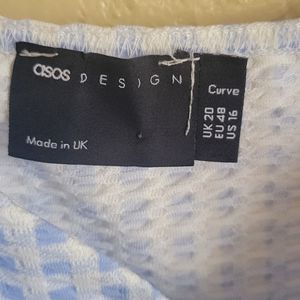 asos DESIGN
Made in UK
Curve
UK 20
EU 48
US 16